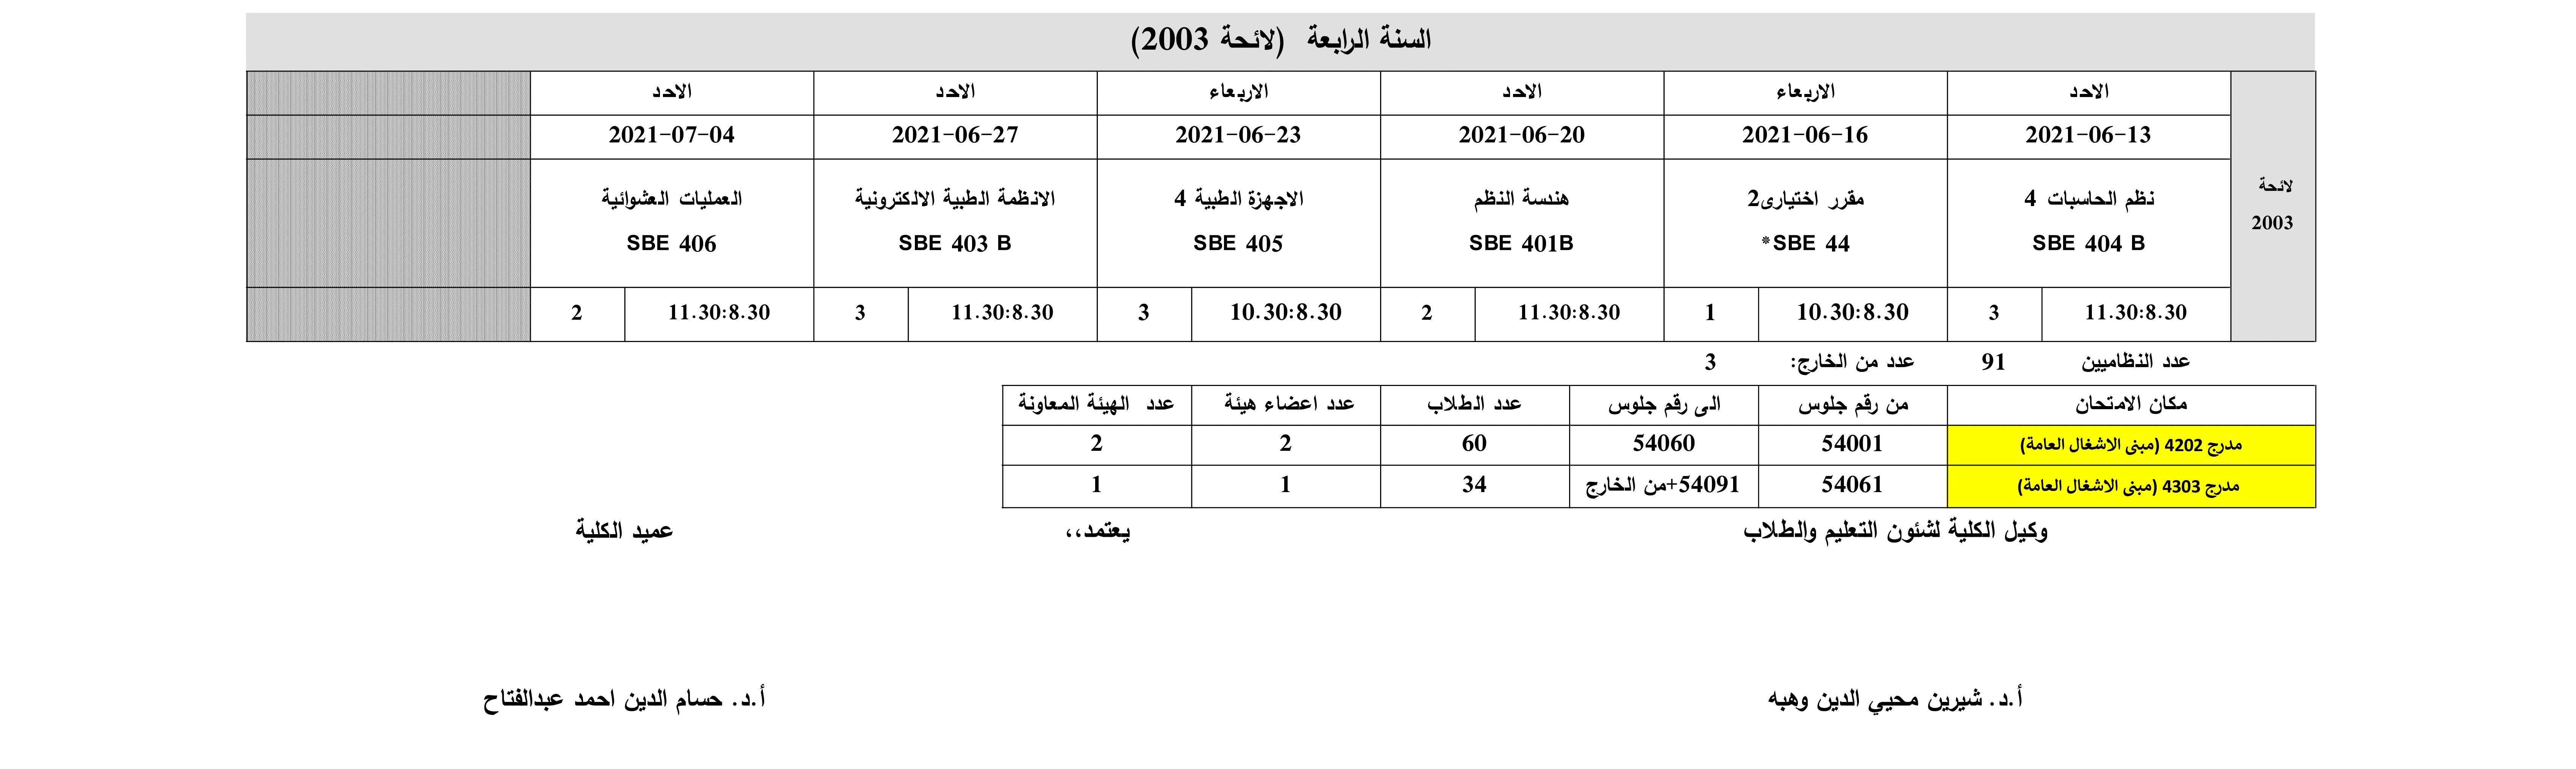 السنة الرابعة (لائحة 2003)
لائحة 2003
الاحد الاربعاء الاحد الاربعاء الاحد الاحد
2021-06-13 2021-06-16 2021-06-20 2021-06-23 2021-06-27 2021-07-04
نظم الحاسبات 4 مقرر اختيارى2 هندسة النظم الاجهزة الطبية 4 الانظمة الطبية الالكترونية العمليات العشوائية
SBE 404 B SBE 44* SBE 401B SBE 405 SBE 403 B SBE 406
11.30:8.30 3 10.30:8.30 1 11.30:8.30 2 10.30:8.30 3 11.30:8.30 3 11.30:8.30 2
عدد النظاميين 91 عدد من الخارج: 3
مكان الامتحان من رقم جلوس الى رقم جلوس عدد الطلاب عدد اعضاء هيئة عدد الهيئة المعاونة
مدرج 4202 (مبنى الاشغال العامة) 54001 54060 60 2 2
مدرج 4303 (مبنى الاشغال العامة) 54061 54091+من الخارج 34 1 1
وكيل الكلية لشئون التعليم والطلاب يعتمد،، عميد الكلية
أ.د. شيرين محيي الدين وهبه أ.د. حسام الدين احمد عبدالفتاح